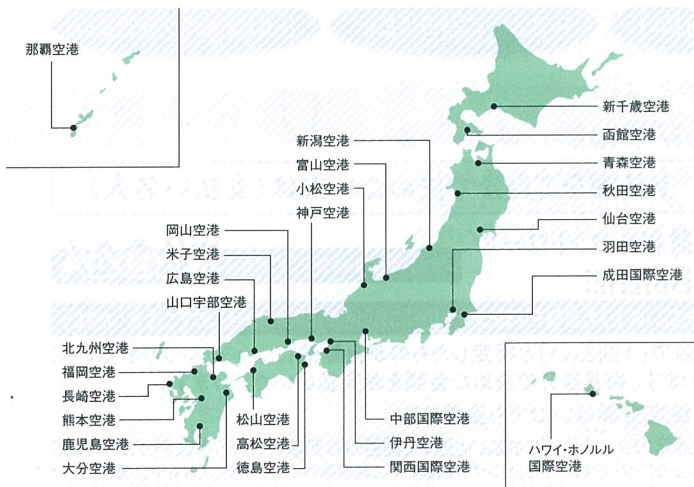 那覇空港
新千歳空港
函館空港
青森空港
秋田空港
仙台空港
羽田空港
成田国際空港
新潟空港
富山空港
小松空港
神戸空港
岡山空港
米子空港
広島空港
山口宇部空港
北九州空港
福岡空港
長崎空港
熊本空港
鹿児島空港
大分空港
松山空港
高松空港
徳島空港
中部国際空港
伊丹空港
関西国際空港
ハワイ・ホノルル
国際空港